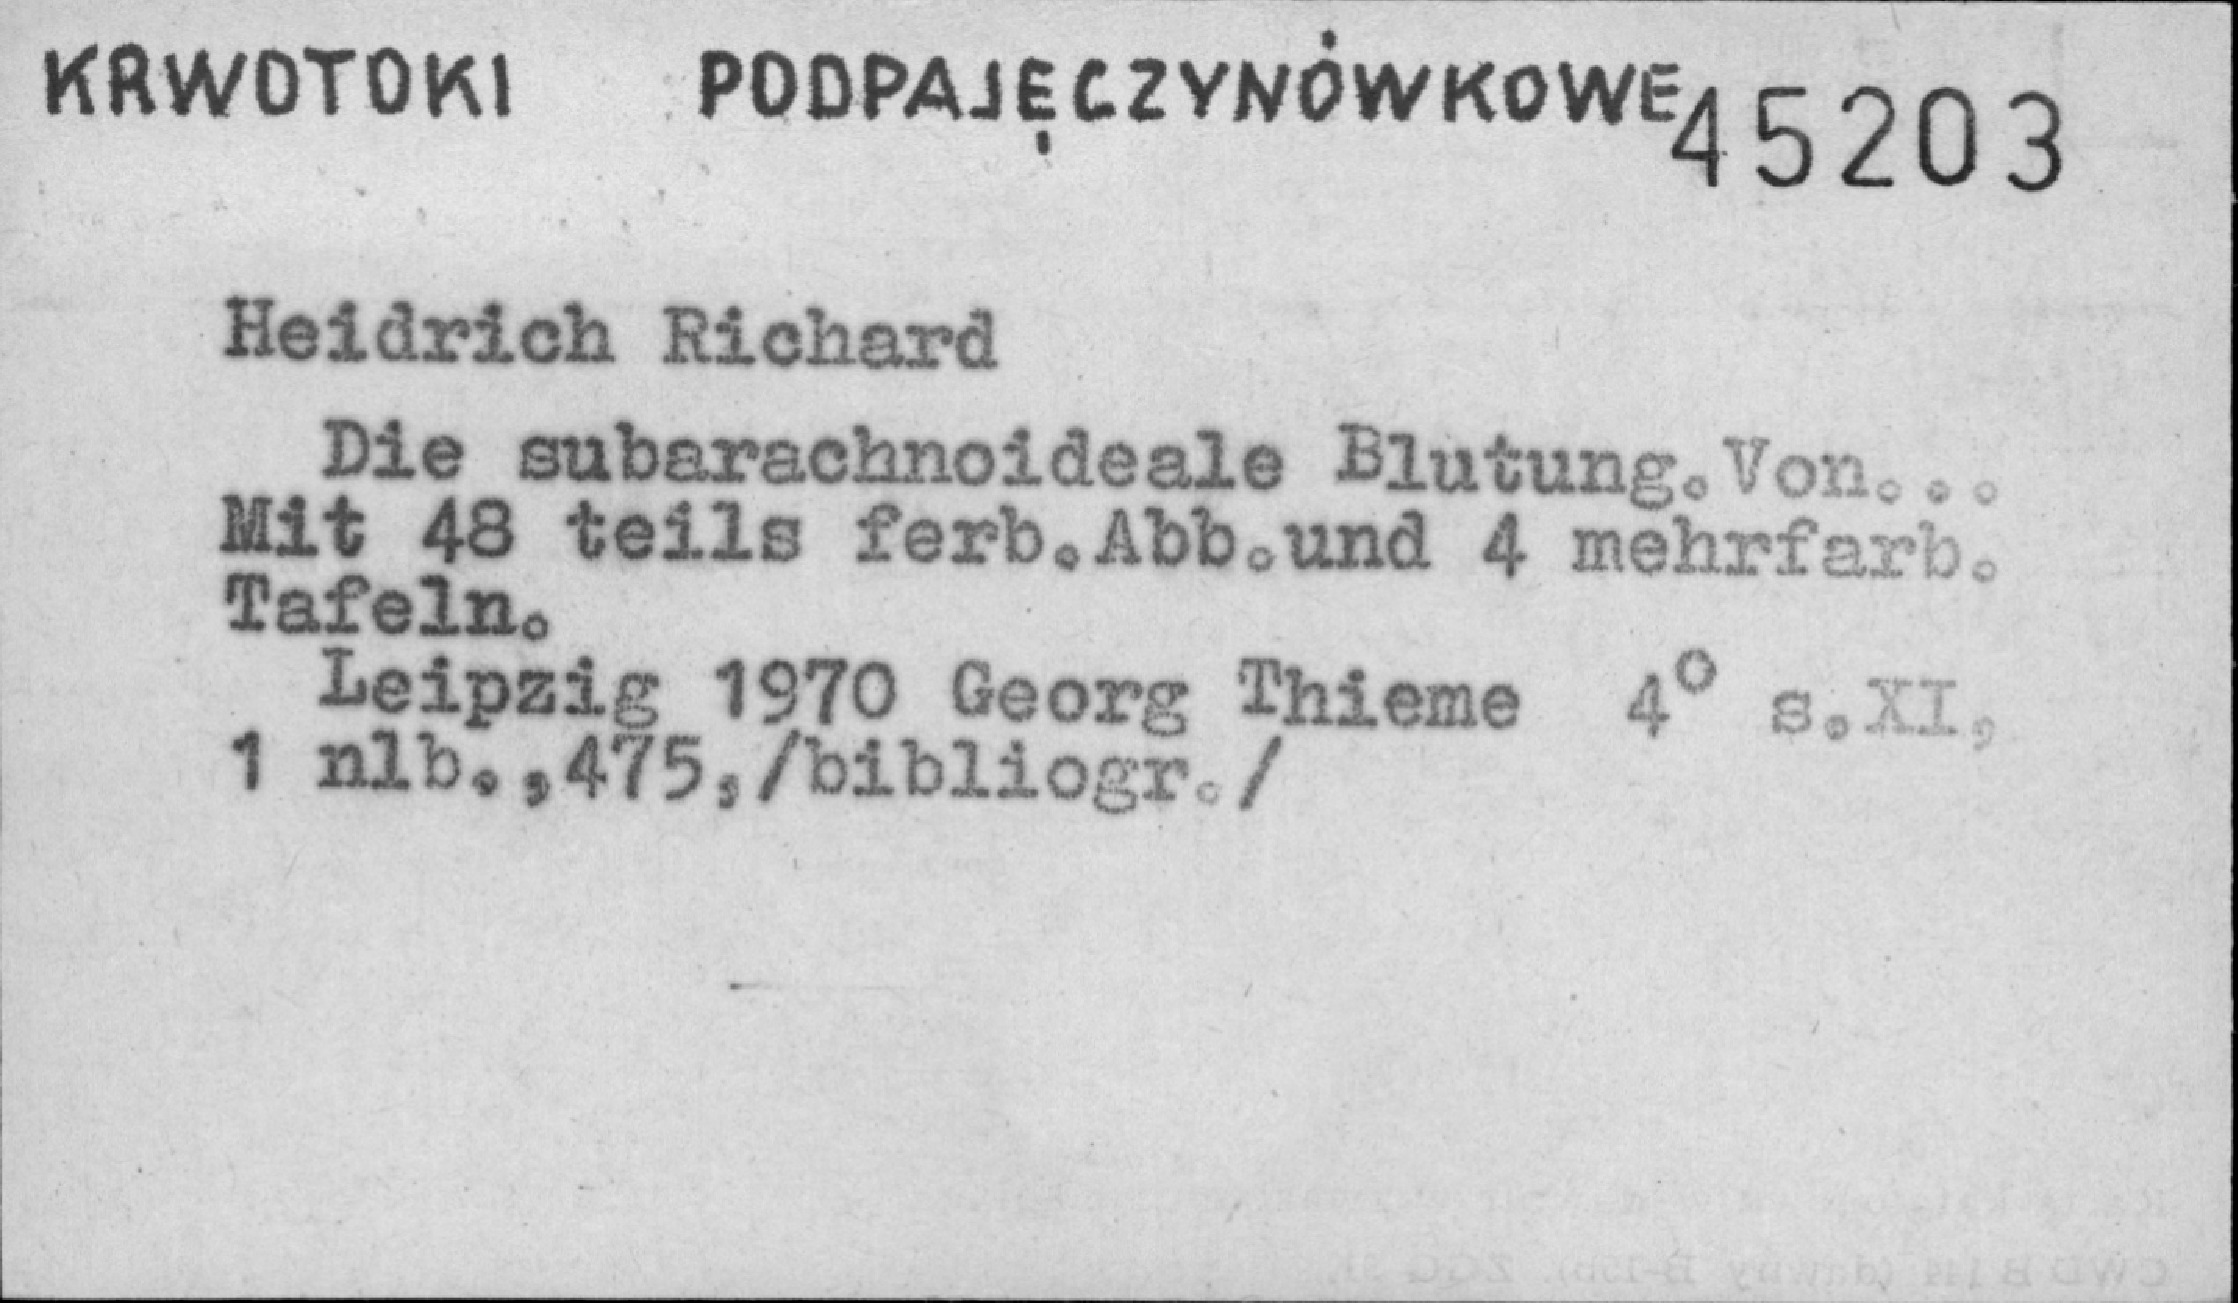 KRWOTOKI PODPAJĘCZYNÓWKOWE 45203
Heidrich Richard
Die subarachnoideale Blutung.Von...
Mit 48 teils ferb.Abb.und 4 mehrfarb.
Tafeln.
Leipzig 1970 Georg Thieme 4° s.XI,
1 nlb.,475,/bibliogr./